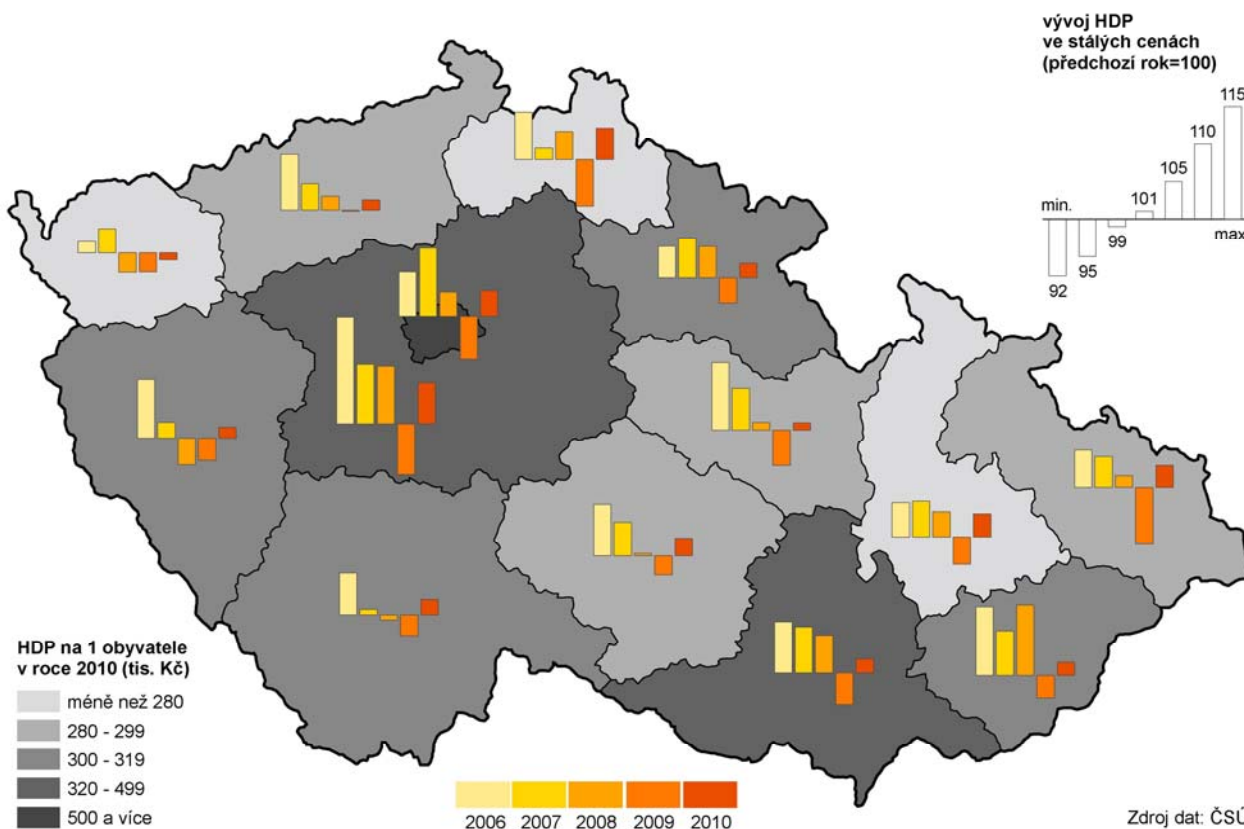 vývoj HDP
ve stálých cenách
(předchozí rok=100)
115
110
105
101
min.
max
99
95
92
HDP na 1 obyvatele
v roce 2010 (tis. Kč)
méně než 280
280 - 299
300 - 319
320 - 499
500 a více
2006 2007 2008 2009 2010
Zdroj dat: ČSÚ